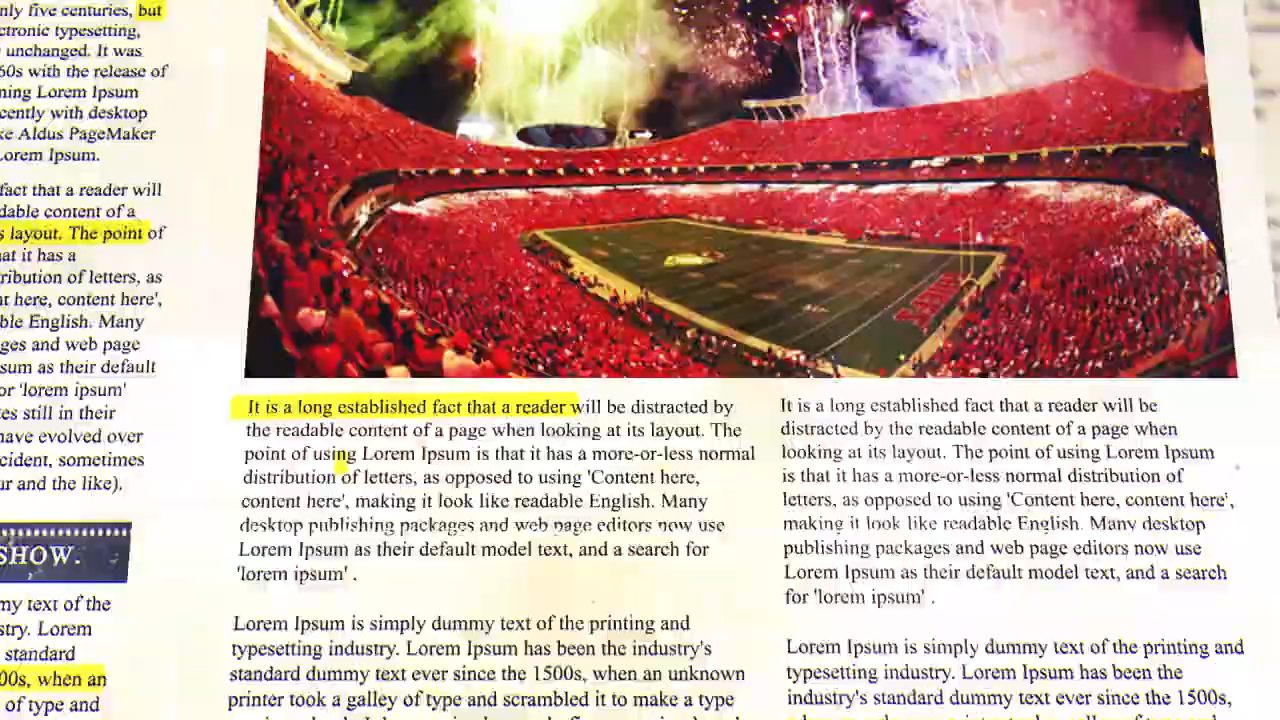 nly five centuries, but
ctronic typesetting,
unchanged. It was
60s with the release of
ning Lorem Ipsum
cently with desktop
ke Aldus PageMaker
Lorem Ipsum.
fact that a reader will
dable content of a
s layout. The point of
at it has a
ribution of letters, as
nt here, content here',
ble English. Many
ges and web page
sum as their default
or 'lorem ipsum'
tes still in their
have evolved over
cident, sometimes
ur and the like).
SHOW.
my text of the
stry. Lorem
standard
00s, when an
of type and
It is a long established fact that a reader will be distracted by
the readable content of a page when looking at its layout. The
point of using Lorem Ipsum is that it has a more-or-less normal
distribution of letters, as opposed to using 'Content here,
content here', making it look like readable English. Many
desktop publishing packages and web page editors now use
Lorem Ipsum as their default model text, and a search for
'lorem ipsum' .
Lorem Ipsum is simply dummy text of the printing and
typesetting industry. Lorem Ipsum has been the industry's
standard dummy text ever since the 1500s, when an unknown
printer took a galley of type and scrambled it to make a type
It is a long established fact that a reader will be
distracted by the readable content of a page when
looking at its layout. The point of using Lorem Ipsum
is that it has a more-or-less normal distribution of
letters, as opposed to using 'Content here, content here',
making it look like readable English. Many desktop
publishing packages and web page editors now use
Lorem Ipsum as their default model text, and a search
for 'lorem ipsum' .
Lorem Ipsum is simply dummy text of the printing and
typesetting industry. Lorem Ipsum has been the
industry's standard dummy text ever since the 1500s,